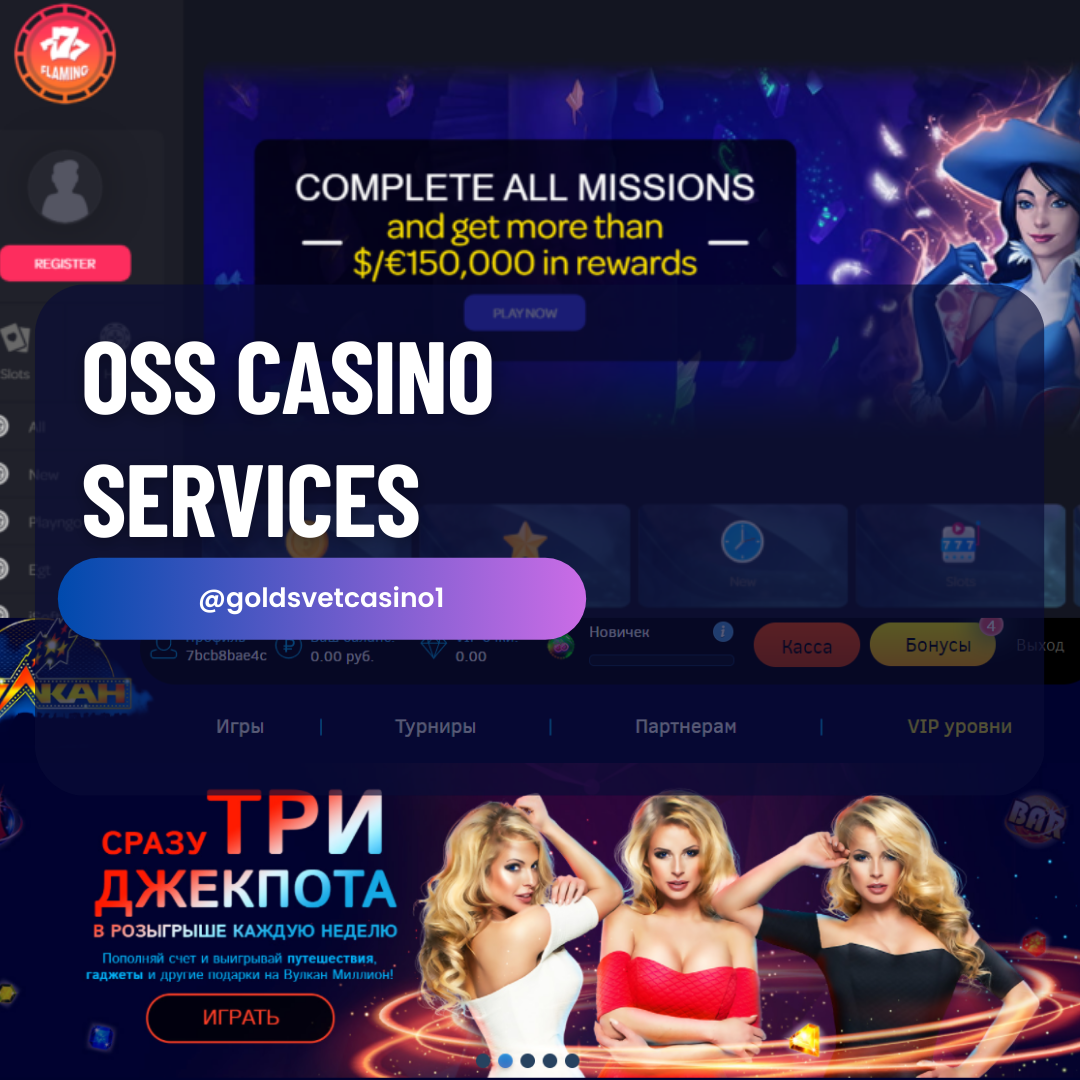 777
FLAMING
COMPLETE ALL MISSIONS
and get more than
$/€150,000 in rewards
REGISTER
PLAY NOW
Slots
OSS CASINO
All
New
SERVICES
Playngo
Egt
New
Slots
@goldsvetcasino1
Новичек
i
4
7bcb8bae4c
0.00 руб.
0.00
Касса
Бонусы
Выход
Игры | Турниры | Партнерам | VIP уровни
СРАЗУ ТРИ
ДЖЕКПОТА
В РОЗЫГРЫШЕ КАЖДУЮ НЕДЕЛЮ
Пополняй счет и выигрывай путешествия,
гаджеты и другие подарки на Вулкан Миллион!
ИГРАТЬ
BAR